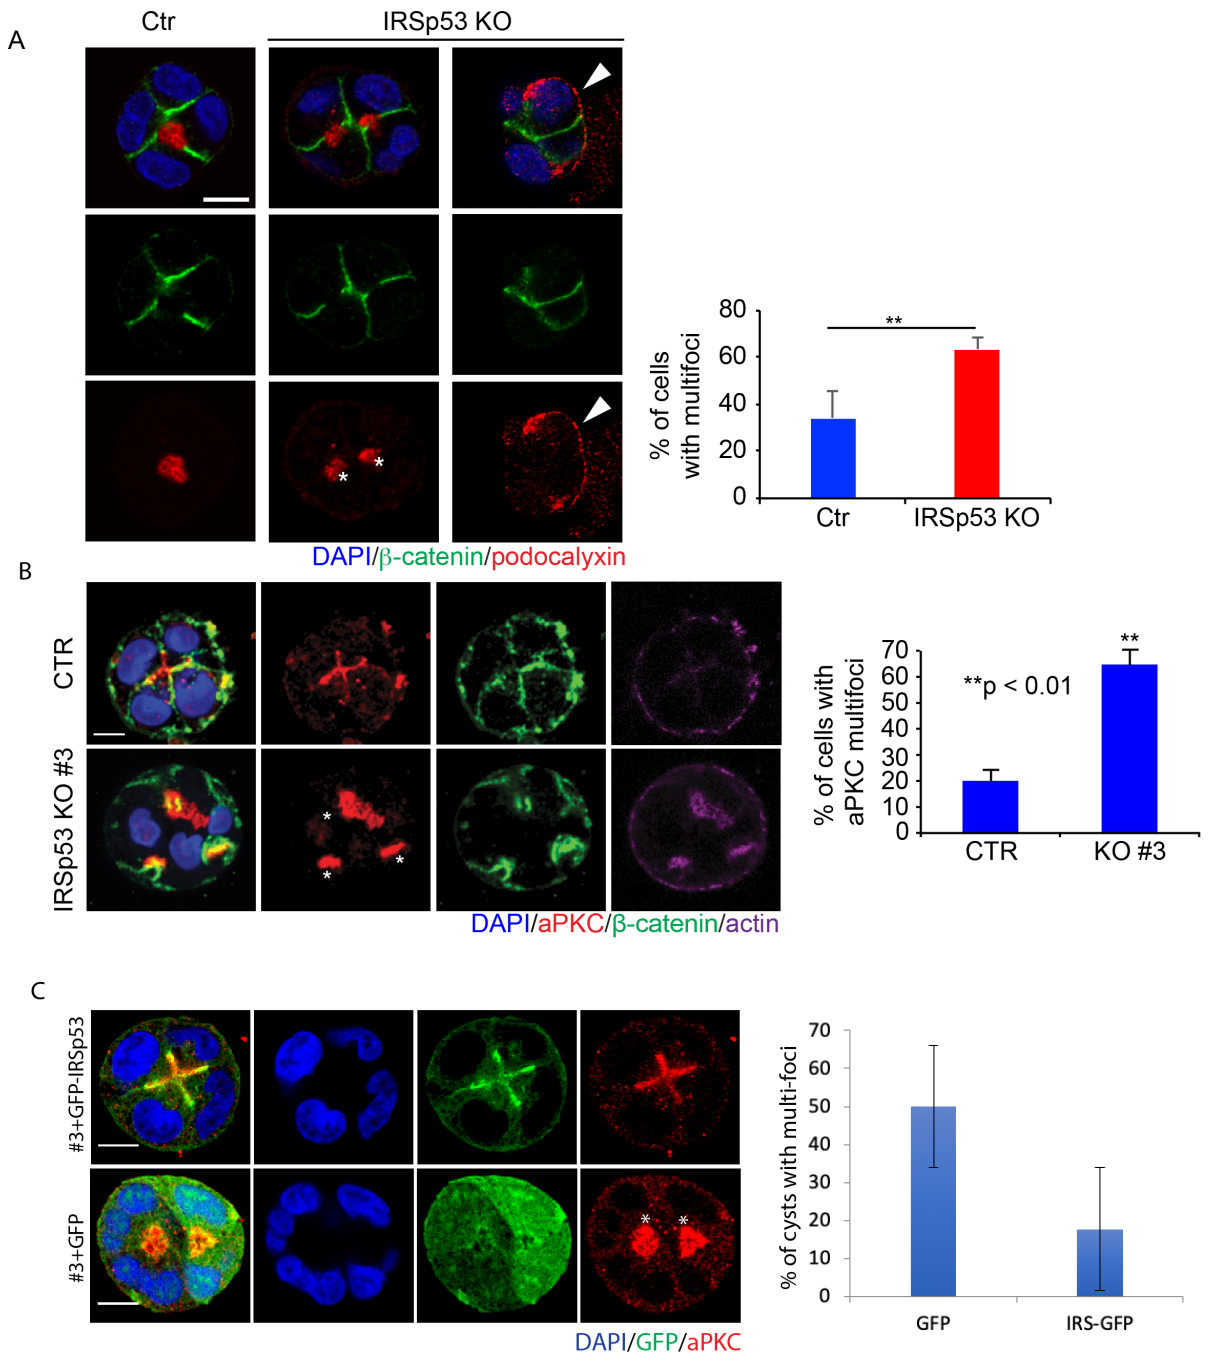 A
Ctr
IRSp53 KO
*
*
DAPI/β-catenin/podocalyxin
% of cells
with multifoci
80
60
40
20
0
**
Ctr
IRSp53 KO
B
CTR
IRSp53 KO #3
*
*
*
DAPI/aPKC/β-catenin/actin
% of cells with
aPKC multifoci
70
60
50
40
30
20
10
0
**p < 0.01
**
CTR
KO #3
C
#3+GFP-IRSp53
#3+GFP
*
*
DAPI/GFP/aPKC
% of cysts with multi-foci
70
60
50
40
30
20
10
0
GFP
IRS-GFP